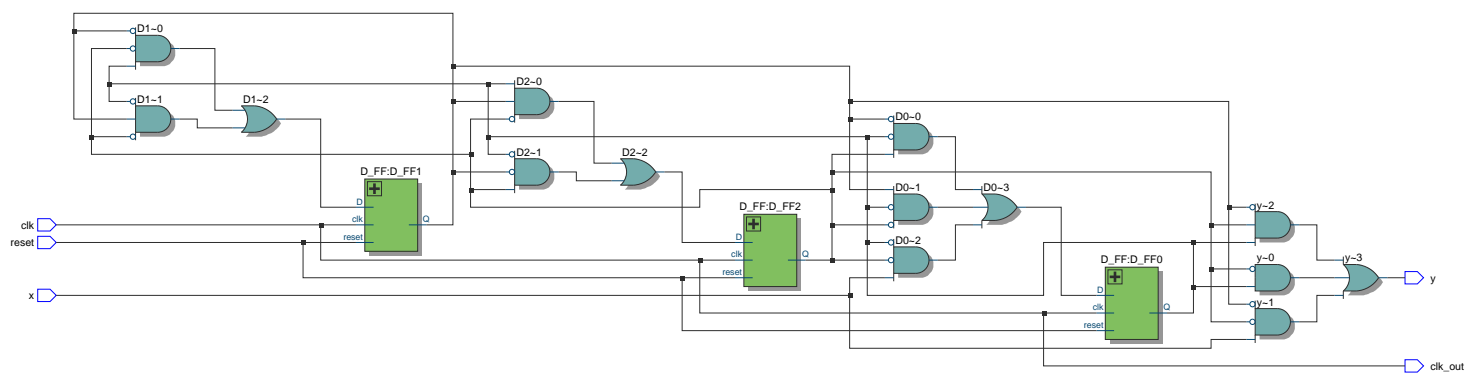 D1~0
D1~1
D1~2
D2~0
D2~1
D2~2
D0~0
D0~1
D0~2
D0~3
y~2
y~0
y~1
y~3
D_FF:D_FF1
D
clk
reset
Q
D_FF:D_FF2
D
clk
reset
Q
D_FF:D_FF0
D
clk
reset
Q
clk
reset
x
y
clk_out